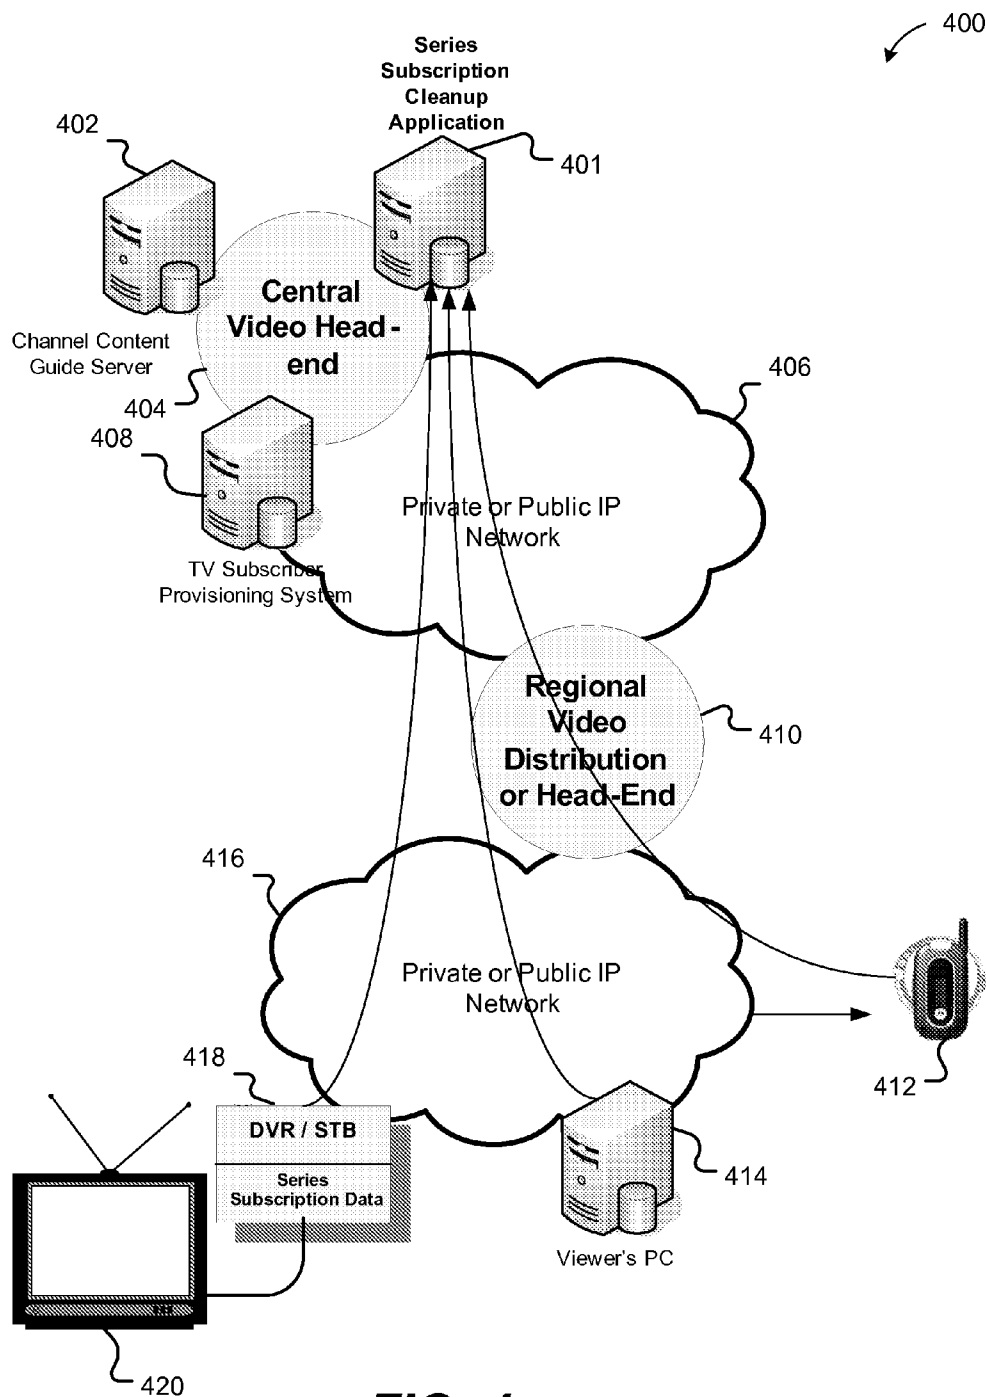 400
Series
Subscription
Cleanup
Application
402
401
Central
Video Head-
end
Channel Content
Guide Server
404
406
408
Private or Public IP
Network
TV Subscriber
Provisioning System
Regional
Video
Distribution
or Head-End
410
416
Private or Public IP
Network
418
412
DVR / STB
Series
Subscription Data
414
Viewer's PC
420